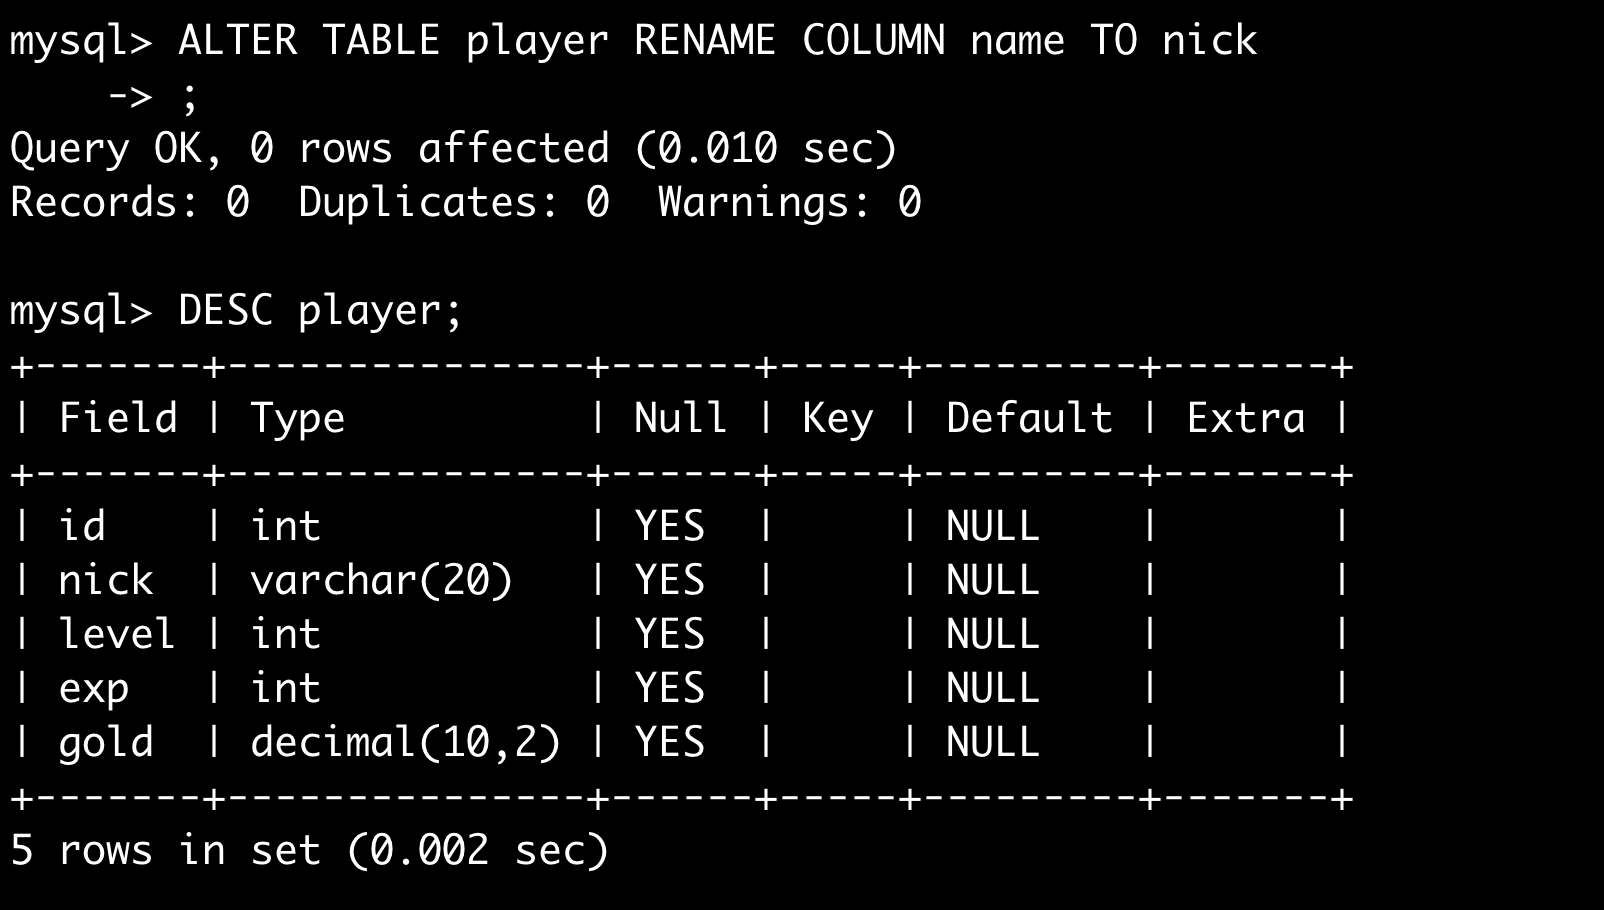 mysql> ALTER TABLE player RENAME COLUMN name TO nick
    -> ;
Query OK, 0 rows affected (0.010 sec)
Records: 0  Duplicates: 0  Warnings: 0

mysql> DESC player;
+-------+---------------+------+-----+---------+-------+
| Field | Type          | Null | Key | Default | Extra |
+-------+---------------+------+-----+---------+-------+
| id    | int           | YES  |     | NULL    |       |
| nick  | varchar(20)   | YES  |     | NULL    |       |
| level | int           | YES  |     | NULL    |       |
| exp   | int           | YES  |     | NULL    |       |
| gold  | decimal(10,2) | YES  |     | NULL    |       |
+-------+---------------+------+-----+---------+-------+
5 rows in set (0.002 sec)